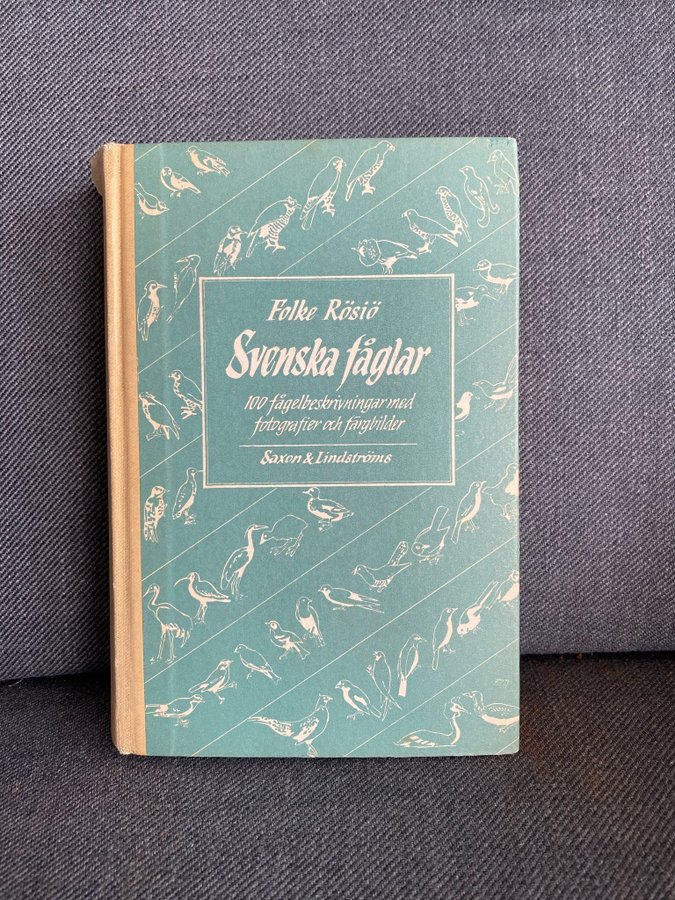 Folke Rösiö
Svenska fåglar
100 fågelbeskrivningar med
fotografier och färgbilder
Saxon & Lindströms